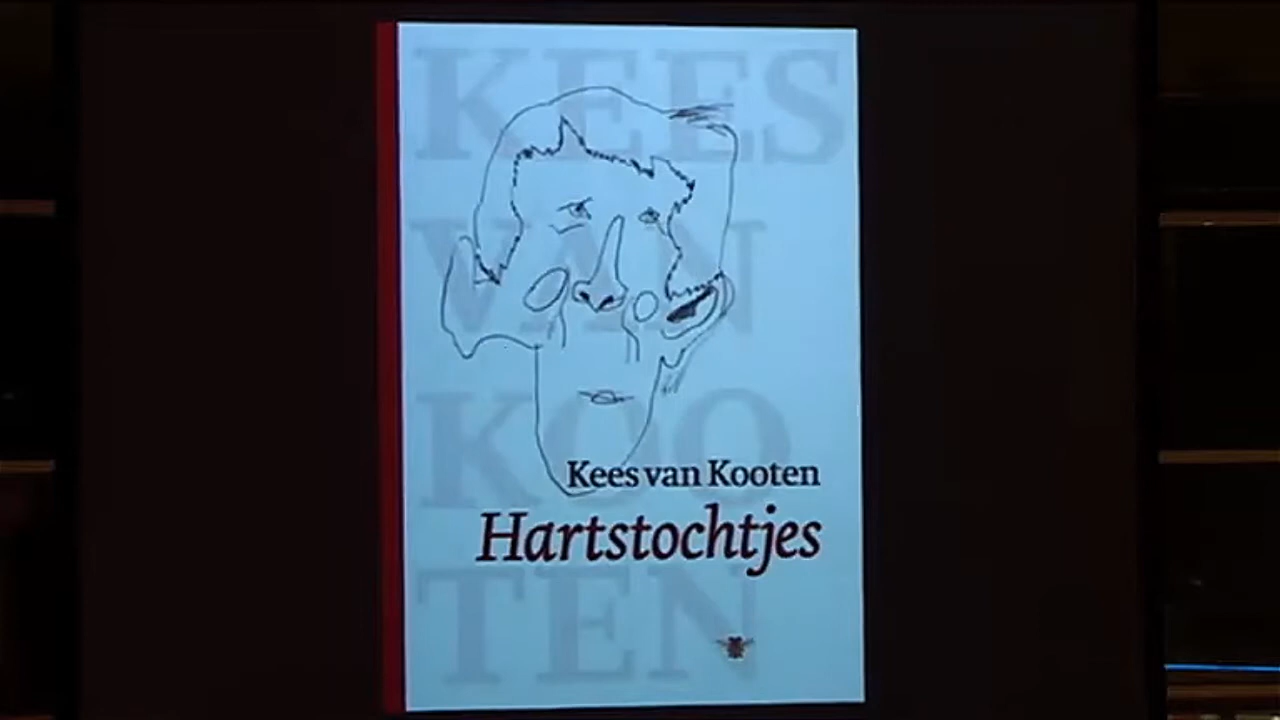 KEES
VAN
KOO
TEN
Kees van Kooten
Hartstochtjes